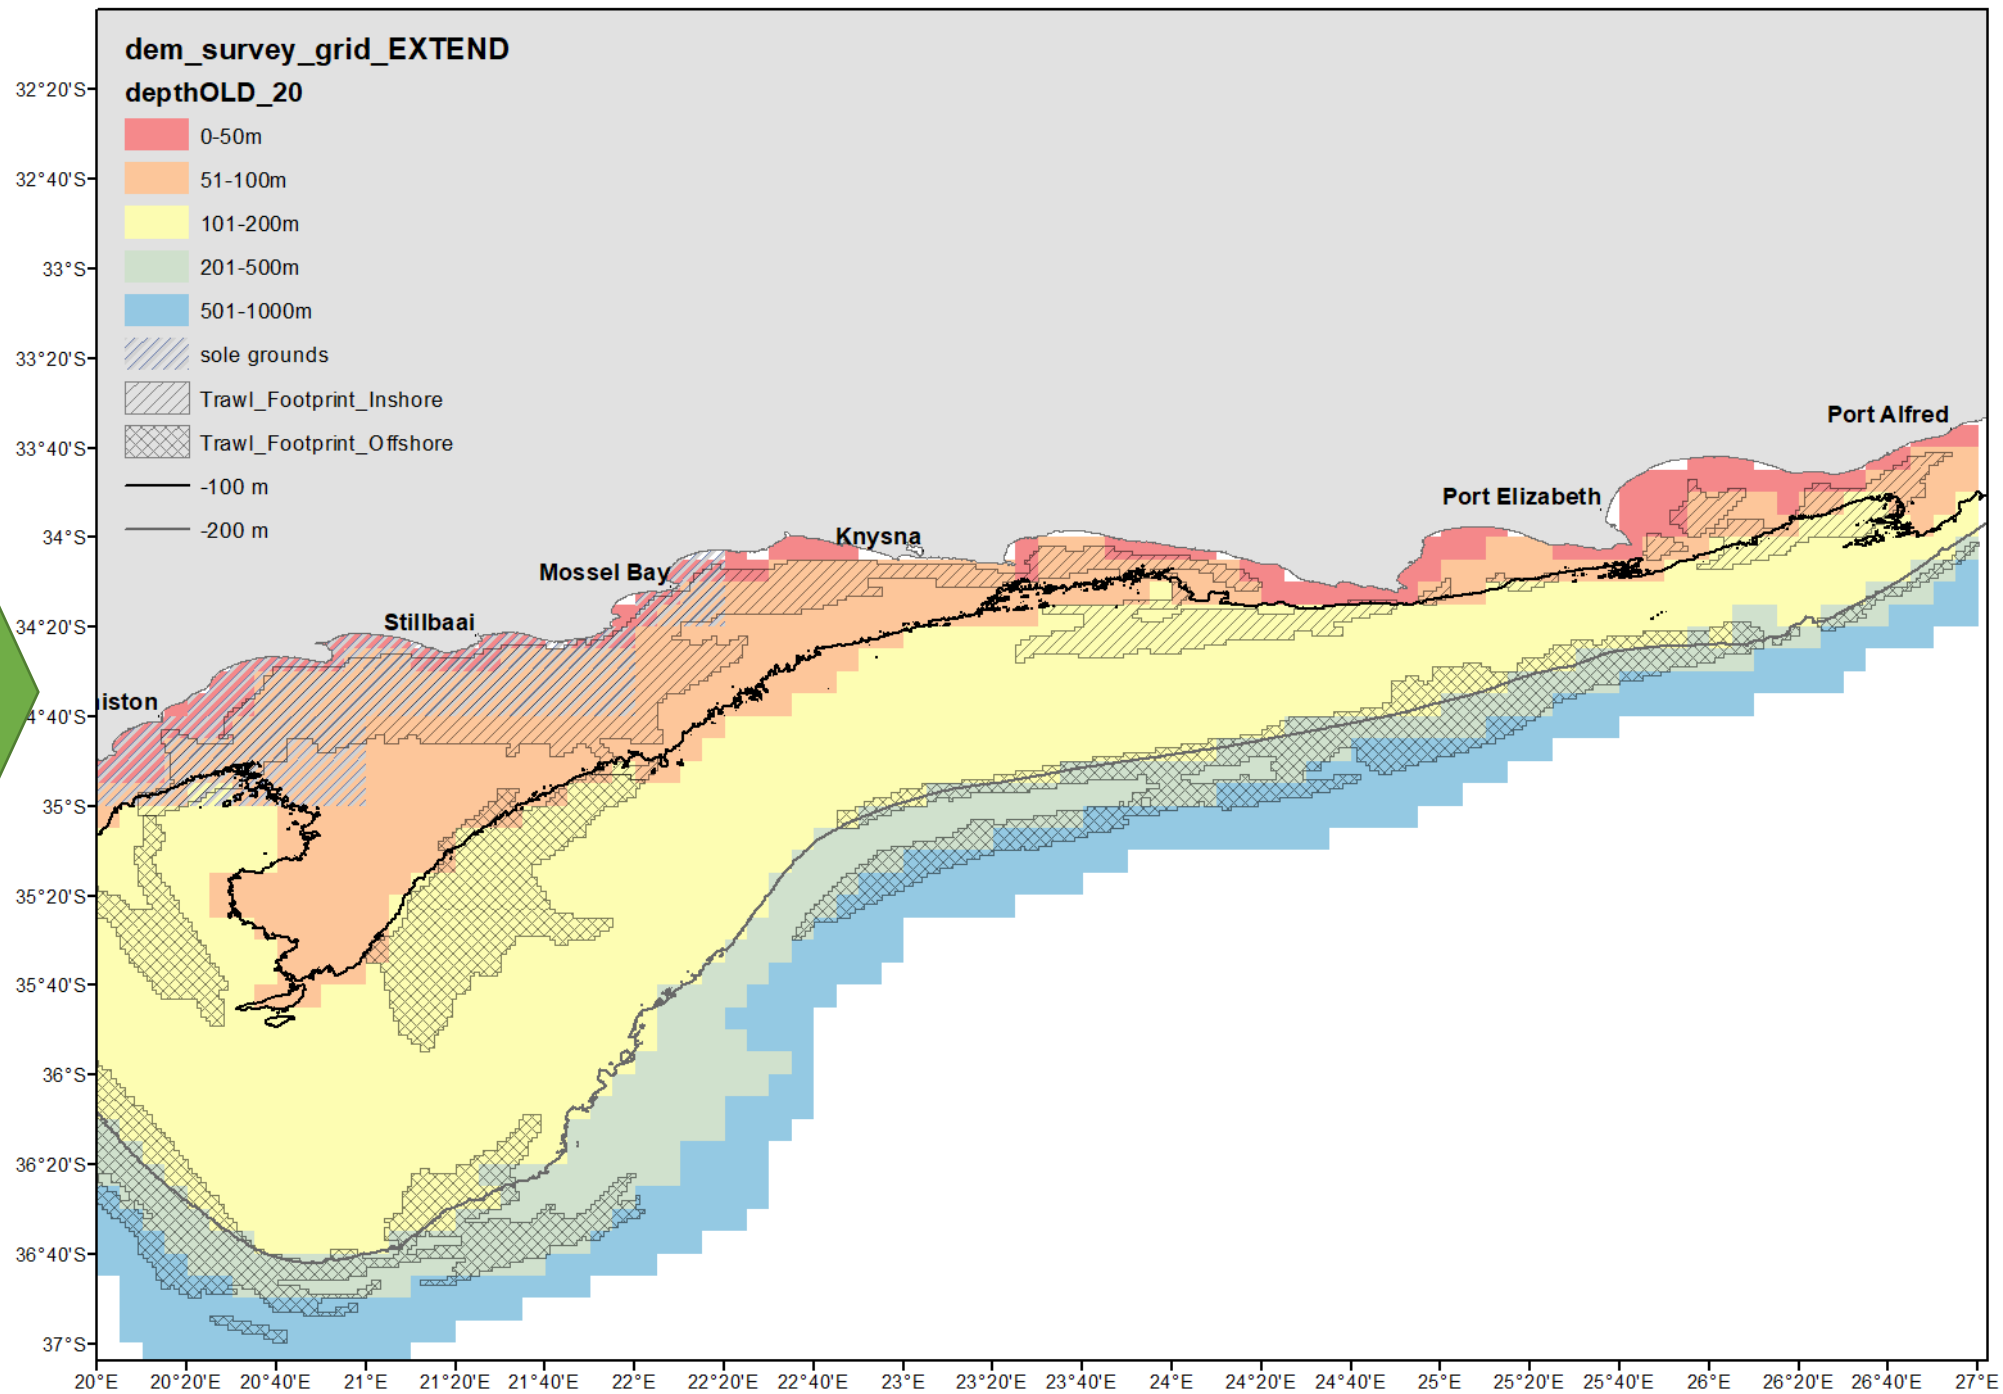 dem_survey_grid_EXTEND
depthOLD_20
0-50m
51-100m
101-200m
201-500m
501-1000m
sole grounds
Trawl_Footprint_Inshore
Trawl_Footprint_Offshore
-100 m
-200 m
32°20'S
32°40'S
33°S
33°20'S
33°40'S
34°S
34°20'S
4°40'S
35°S
35°20'S
35°40'S
36°S
36°20'S
36°40'S
37°S
Port Alfred
Port Elizabeth
Knysna
Mossel Bay
Stillbaai
iston
20°E 20°20'E 20°40'E 21°E 21°20'E 21°40'E 22°E 22°20'E 22°40'E 23°E 23°20'E 23°40'E 24°E 24°20'E 24°40'E 25°E 25°20'E 25°40'E 26°E 26°20'E 26°40'E 27°E